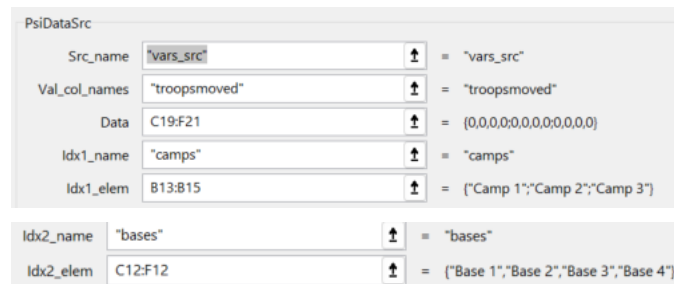 PsiDataSrc
Src_name "vars_src" = "vars_src"
Val_col_names "troopsmoved" = "troopsmoved"
Data C19:F21 = {0,0,0,0;0,0,0,0;0,0,0,0}
Idx1_name "camps" = "camps"
Idx1_elem B13:B15 = {"Camp 1";"Camp 2";"Camp 3"}
Idx2_name "bases" = "bases"
Idx2_elem C12:F12 = {"Base 1","Base 2","Base 3","Base 4"}